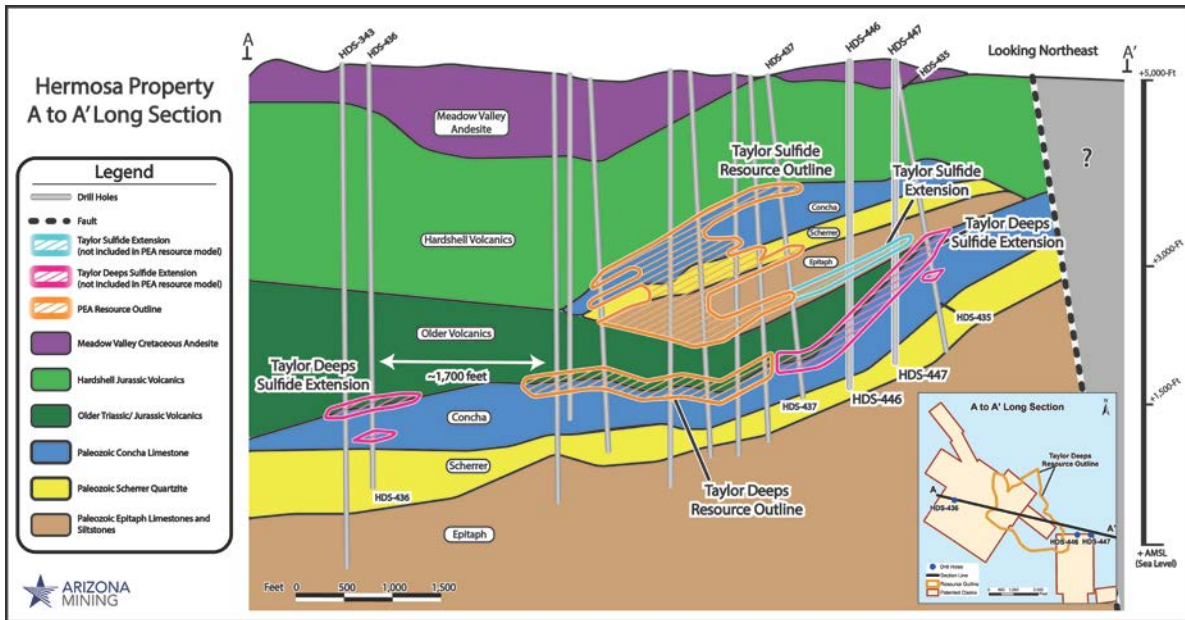 Hermosa Property
A to A' Long Section
Legend
Drill Holes
Fault
Taylor Sulfide Extension
(not included in PEA resource model)
Taylor Deeps Sulfide Extension
(not included in PEA resource model)
PEA Resource Outline
Meadow Valley Cretaceous Andesite
Hardshell Jurassic Volcanics
Older Triassic/ Jurassic Volcanics
Paleozoic Concha Limestone
Paleozoic Scherrer Quartzite
Paleozoic Epitaph Limestones and
Siltstones
ARIZONA
MINING
A
HDS-343
HDS-436
HDS-437
HDS-446
HDS-447
HDS-435
Looking Northeast
A'
+5,000-Ft
Meadow Valley
Andesite
Taylor Sulfide
Resource Outline
Taylor Sulfide
Extension
?
Concha
Scherrer
Taylor Deeps
Sulfide Extension
Hardshell Volcanics
Epitaph
+3,000-Ft
Older Volcanics
HDS-435
Taylor Deeps
Sulfide Extension
~1,700 feet
HDS-447
HDS-446
HDS-437
+1,500-Ft
Concha
Scherrer
HDS-436
Taylor Deeps
Resource Outline
Epitaph
Feet 0 500 1,000 1,500
+ AMSL
(Sea Level)
A to A' Long Section
N
Taylor Deeps
Resource Outline
A
HDS-436
A'
HDS-446
HDS-447
Drill Holes
Section Line
Resource Outline
Patented Claims